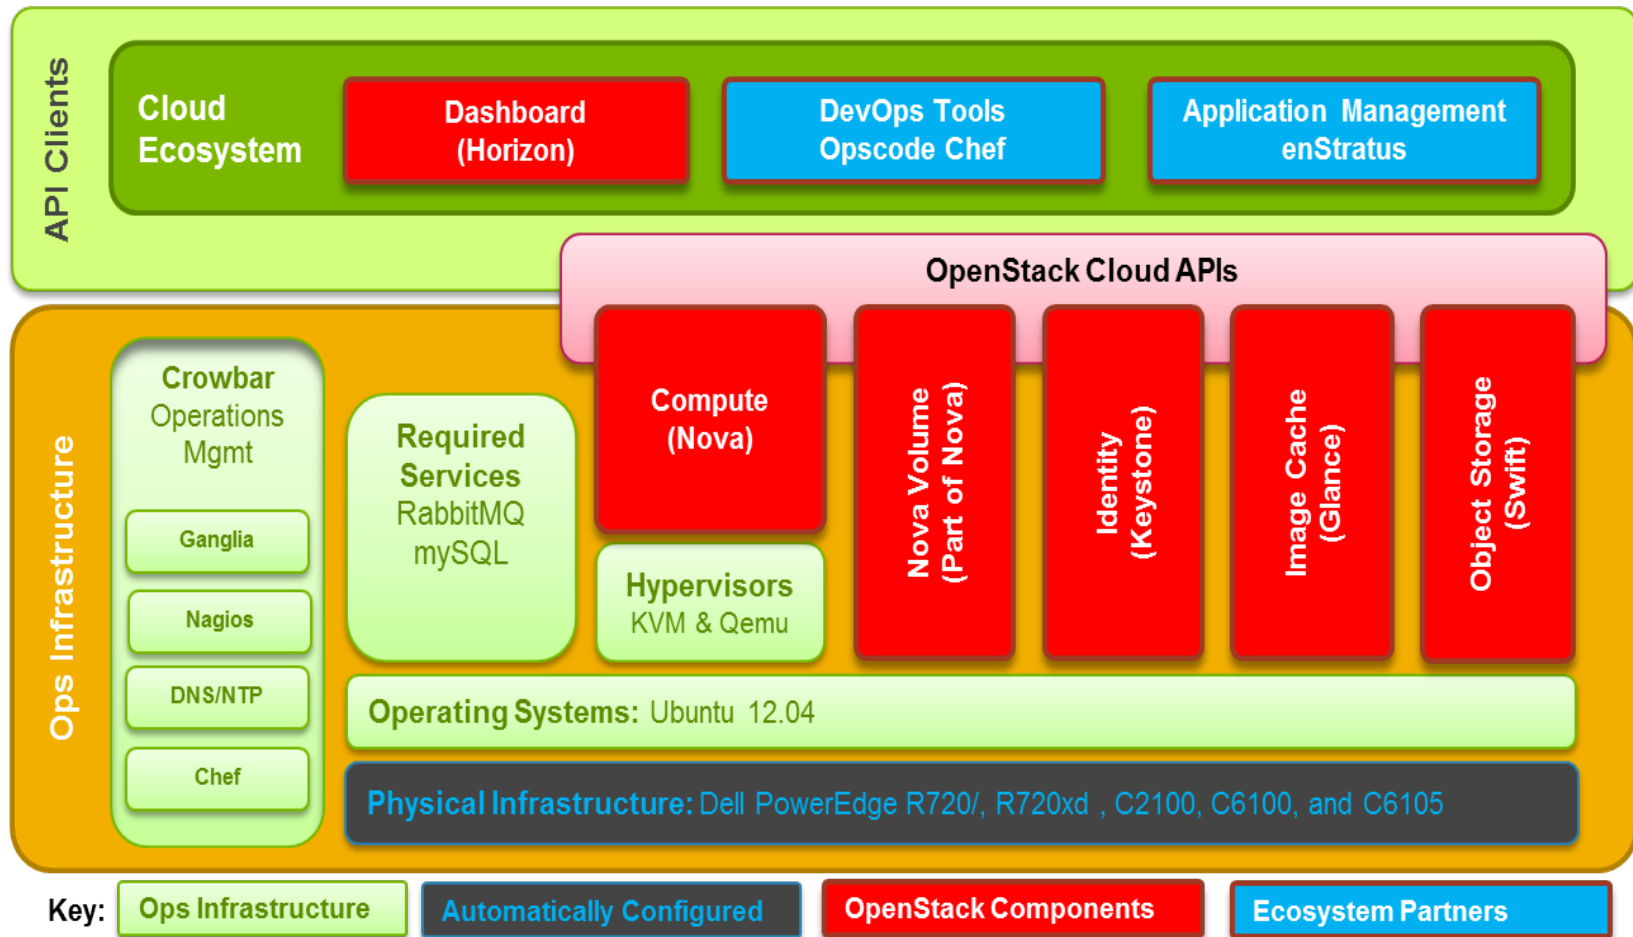 API Clients
Cloud
Ecosystem
Dashboard
(Horizon)
DevOps Tools
Opscode Chef
Application Management
enStratus
OpenStack Cloud APIs
Ops Infrastructure
Crowbar
Operations
Mgmt
Ganglia
Nagios
DNS/NTP
Chef
Required
Services
RabbitMQ
mySQL
Compute
(Nova)
Hypervisors
KVM & Qemu
Nova Volume
(Part of Nova)
Identity
(Keystone)
Image Cache
(Glance)
Object Storage
(Swift)
Operating Systems: Ubuntu 12.04
Physical Infrastructure: Dell PowerEdge R720/, R720xd , C2100, C6100, and C6105
Key:
Ops Infrastructure
Automatically Configured
OpenStack Components
Ecosystem Partners